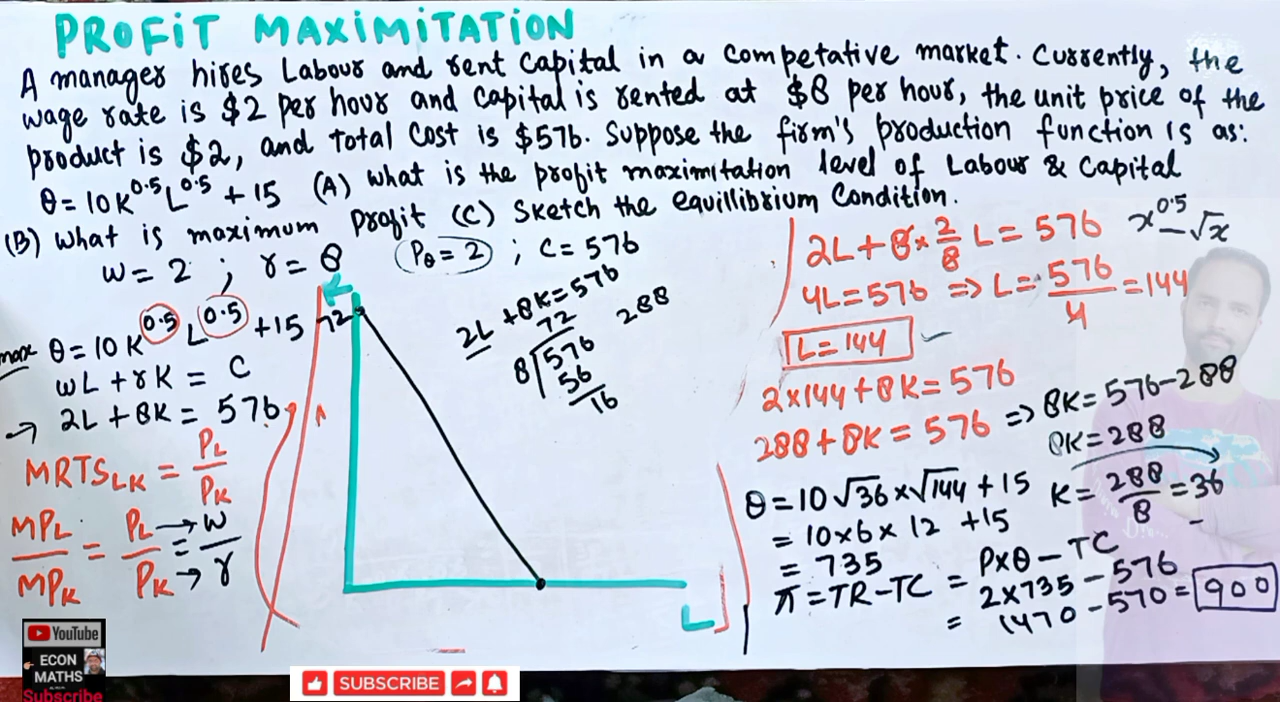 PROFiT MAXIMITATION
A manager hires Labour and rent capital in a competative market. Currently, the
wage rate is $2 per hour and capital is rented at $8 per hour, the unit price of the
product is $2, and total cost is $576. Suppose the firm's production function is as:
θ = 10K^0.5 L^0.5 + 15 (A) what is the profit maximitation level of Labour & Capital
(B) what is maximum profit (C) Sketch the equillibrium Condition.
w = 2 ; r = 8 (Pθ = 2) ; C = 576
max θ = 10K^0.5 L^0.5 + 15
wL + rK = C
→ 2L + 8K = 576
MRTS_LK = P_L/P_K
MP_L/MP_K = P_L/P_K = w/r
P_L → w
P_K → r
K
72
L
2L + 8K = 576
72
8√576
56
16
288
2L + 8 × 2/8 L = 576
x^0.5 – √x
4L = 576 ⇒ L = 576/4 = 144
L = 144
2×144 + 8K = 576
288 + 8K = 576 ⇒ 8K = 576 – 288
8K = 288
K = 288/8 = 36
θ = 10√36 × √144 + 15
= 10×6×12 +15
= 735
π = TR – TC = P×θ – TC
2×735 – 576
= 1470 – 570 = 900
YouTube
ECON
MATHS
Subscribe
SUBSCRIBE